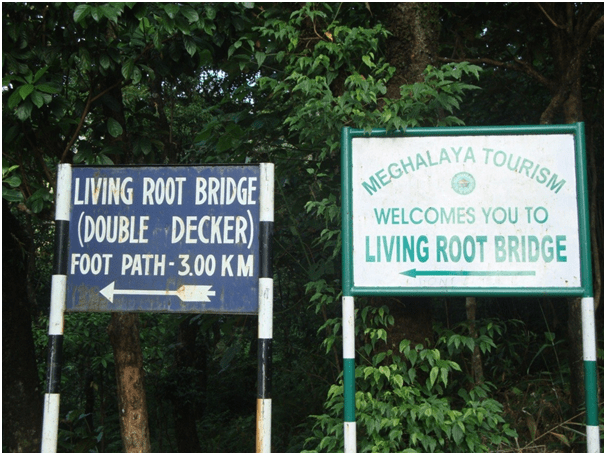 LIVING ROOT BRIDGE
(DOUBLE DECKER)
FOOT PATH - 3.00 KM
MEGHALAYA TOURISM
WELCOMES YOU TO
LIVING ROOT BRIDGE